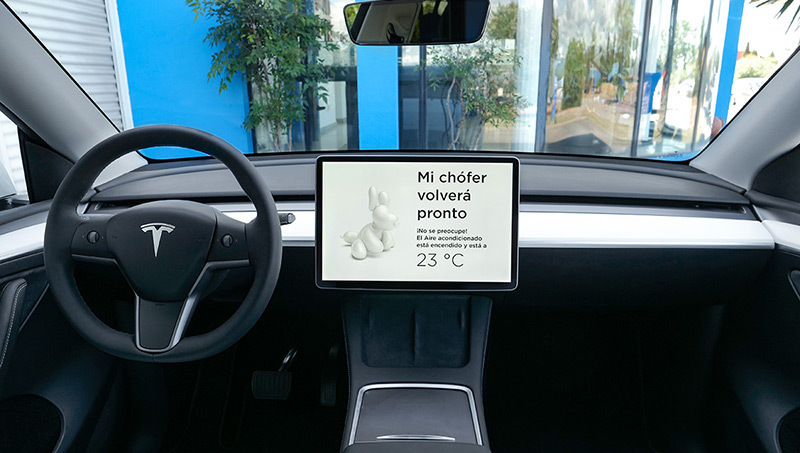 Mi chófer
volverá
pronto
¡No se preocupe!
El Aire acondicionado
está encendido y está a
23 °C